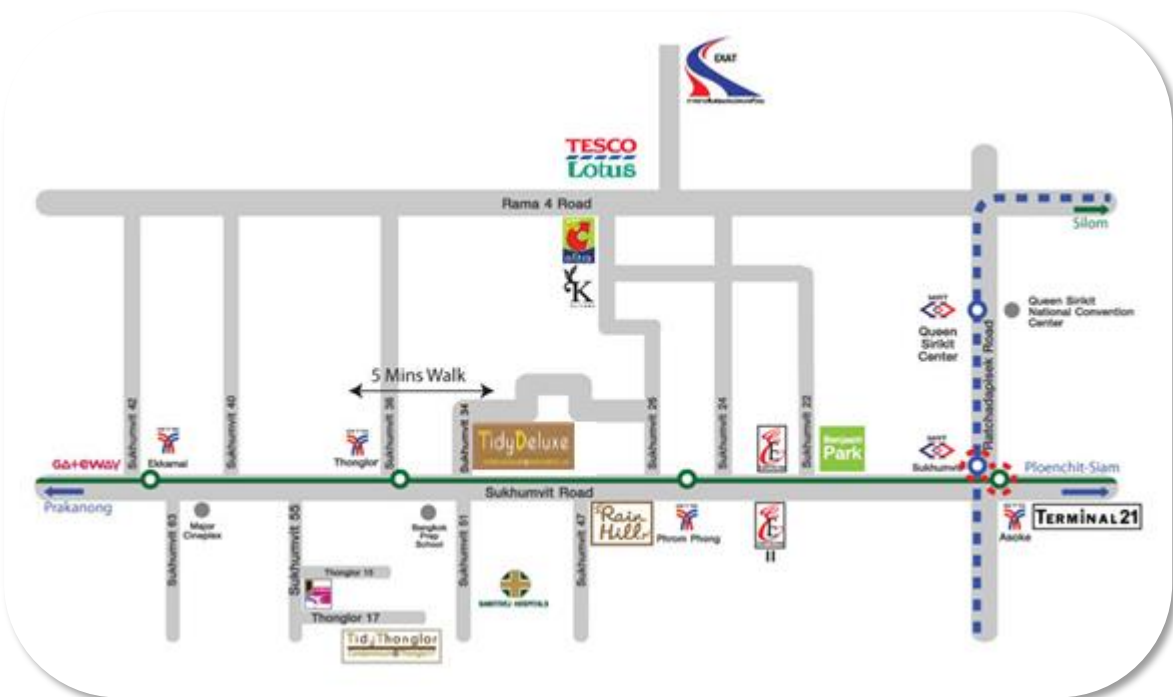 EXAT
TESCO
Lotus
Rama 4 Road
Silom
K
Queen Sirikit
National Convention
Center
Queen
Sirikit
Center
Ratchadapisek Road
5 Mins Walk
Sukhumvit 42
Sukhumvit 40
Sukhumvit 36
Sukhumvit 34
Sukhumvit 26
Sukhumvit 24
Sukhumvit 22
TidyDeluxe
E
Benjasiri
Park
GATEWAY
Ekkamai
Thonglor
Sukhumvit
Ploenchit-Siam
Prakanong
Sukhumvit Road
Sukhumvit 63
Major
Cineplex
Sukhumvit 55
Bangkok
Prep
School
Sukhumvit 51
Sukhumvit 47
Rain
Hill
Phrom Phong
E
II
Asoke
TERMINAL21
Thonglor 15
Thonglor 17
SAMITIVEJ HOSPITALS
TidyThonglor